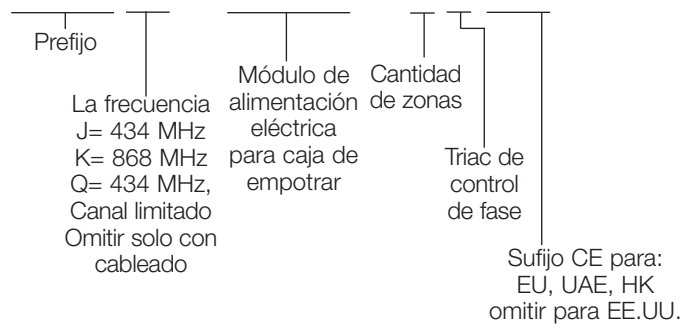 Prefijo
La frecuencia
J= 434 MHz
K= 868 MHz
Q= 434 MHz,
Canal limitado
Omitir solo con
cableado
Módulo de
alimentación
eléctrica
para caja de
empotrar
Cantidad
de zonas
Triac de
control
de fase
Sufijo CE para:
EU, UAE, HK
omitir para EE.UU.